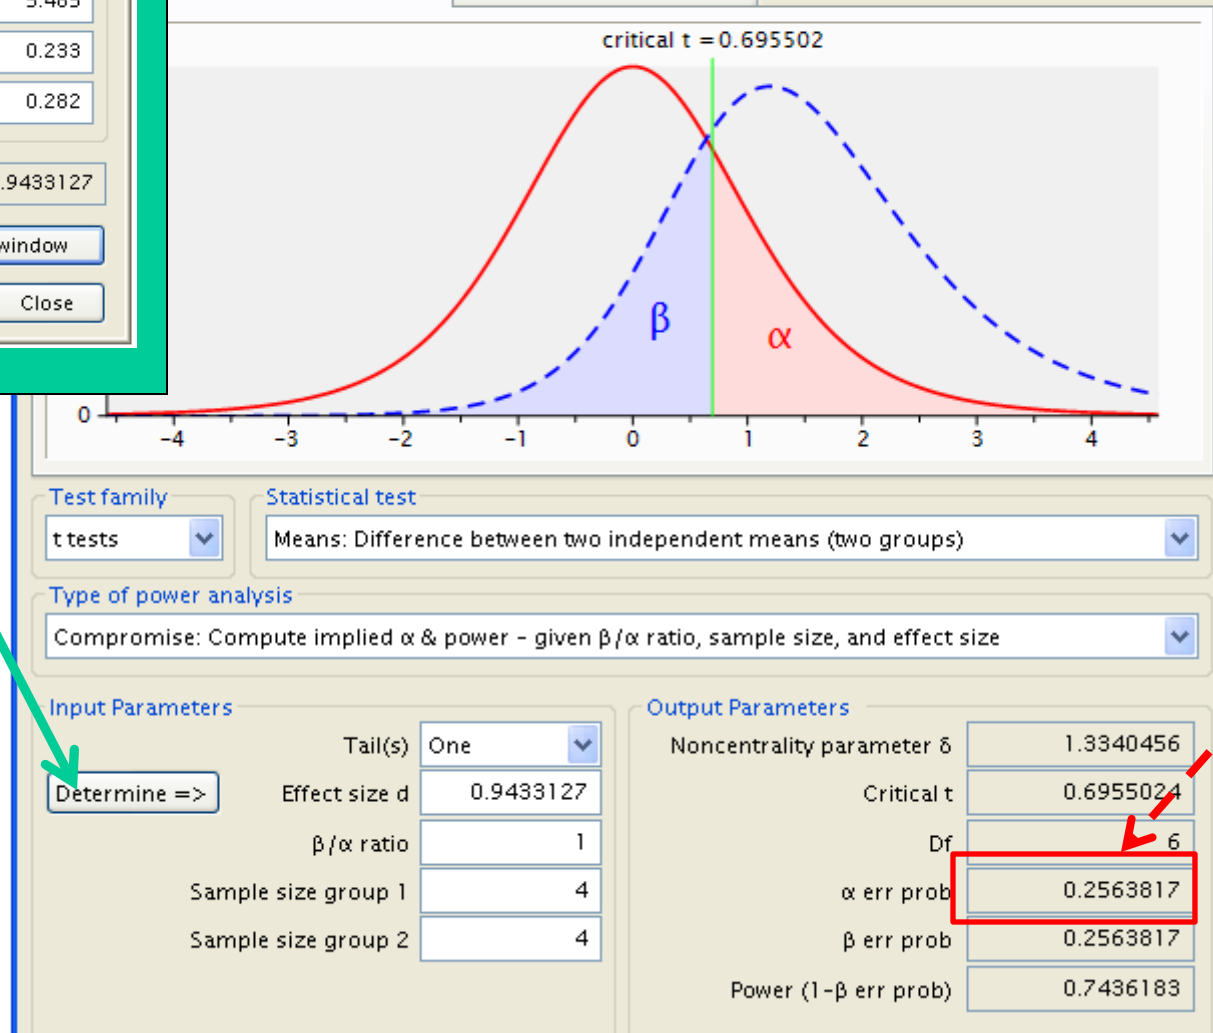 0.233
0.282
.9433127
window
Close
critical t = 0.695502
β
α
0
-4 -3 -2 -1 0 1 2 3 4
Test family
Statistical test
t tests
Means: Difference between two independent means (two groups)
Type of power analysis
Compromise: Compute implied α & power - given β/α ratio, sample size, and effect size
Input Parameters
Output Parameters
Tail(s) One
Noncentrality parameter δ 1.3340456
Determine =>
Effect size d 0.9433127
Critical t 0.6955024
β/α ratio 1
Df 6
Sample size group 1 4
α err prob 0.2563817
Sample size group 2 4
β err prob 0.2563817
Power (1-β err prob) 0.7436183